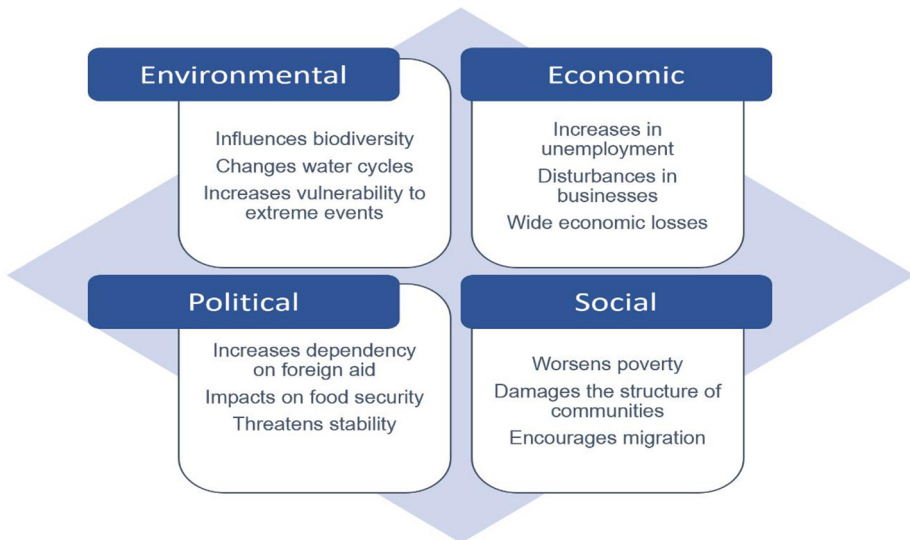 Environmental
Influences biodiversity
Changes water cycles
Increases vulnerability to
extreme events
Economic
Increases in
unemployment
Disturbances in
businesses
Wide economic losses
Political
Increases dependency
on foreign aid
Impacts on food security
Threatens stability
Social
Worsens poverty
Damages the structure of
communities
Encourages migration